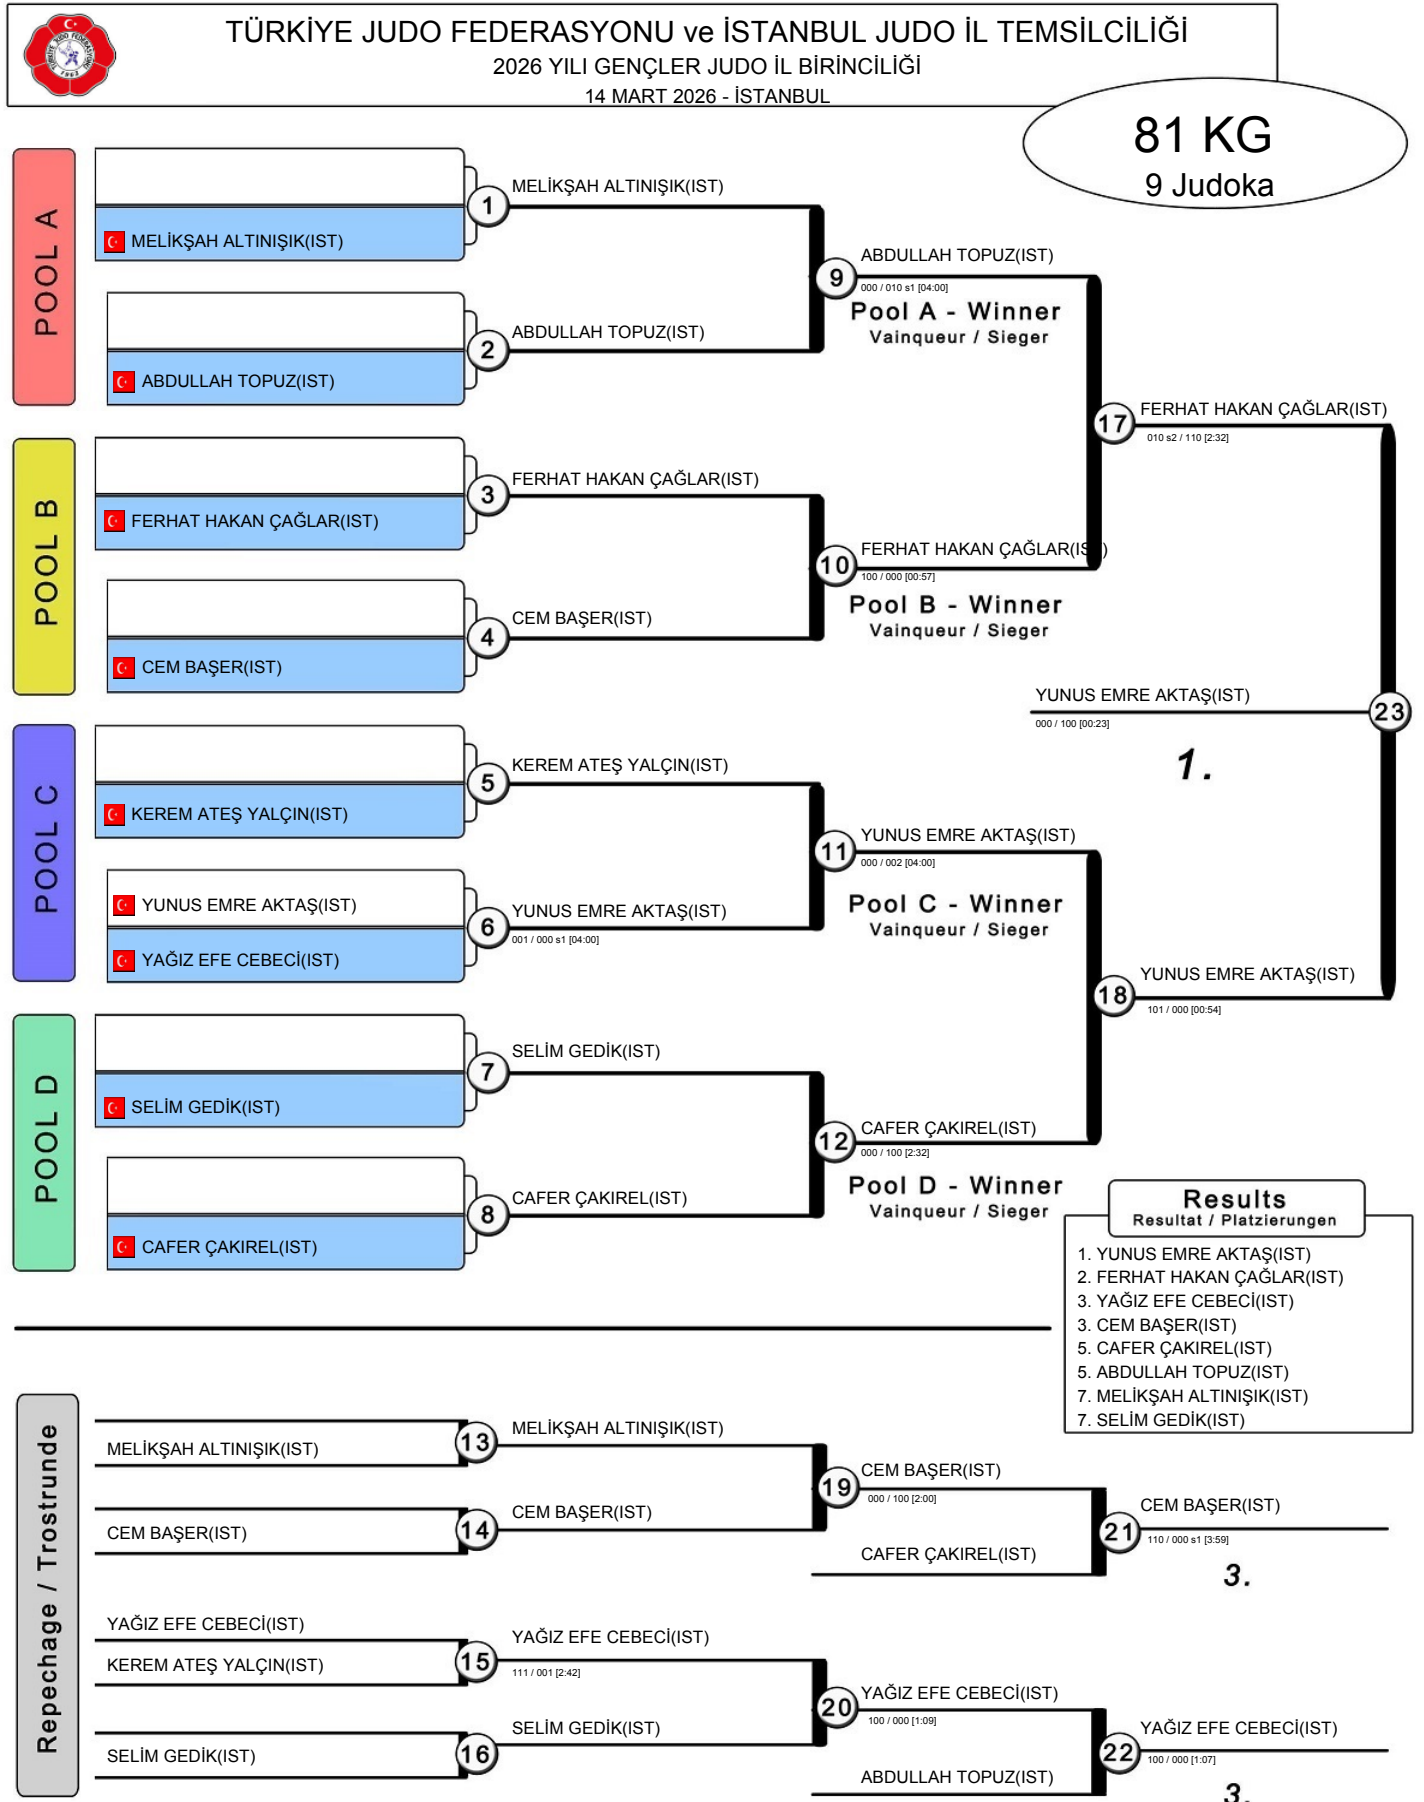 TÜRKİYE JUDO FEDERASYONU ve İSTANBUL JUDO İL TEMSİLCİLİĞİ
2026 YILI GENÇLER JUDO İL BİRİNCİLİĞİ
14 MART 2026 - İSTANBUL
81 KG
9 Judoka
POOL A
MELİKŞAH ALTINIŞIK(IST)
1
MELİKŞAH ALTINIŞIK(IST)
ABDULLAH TOPUZ(IST)
2
ABDULLAH TOPUZ(IST)
9
ABDULLAH TOPUZ(IST)
000 / 010 s1 [04:00]
Pool A - Winner
Vainqueur / Sieger
POOL B
FERHAT HAKAN ÇAĞLAR(IST)
3
FERHAT HAKAN ÇAĞLAR(IST)
CEM BAŞER(IST)
4
CEM BAŞER(IST)
10
FERHAT HAKAN ÇAĞLAR(IST)
100 / 000 [00:57]
Pool B - Winner
Vainqueur / Sieger
17
FERHAT HAKAN ÇAĞLAR(IST)
010 s2 / 110 [2:32]
YUNUS EMRE AKTAŞ(IST)
23
000 / 100 [00:23]
1.
POOL C
KEREM ATEŞ YALÇIN(IST)
5
KEREM ATEŞ YALÇIN(IST)
YUNUS EMRE AKTAŞ(IST)
YAĞIZ EFE CEBECİ(IST)
6
YUNUS EMRE AKTAŞ(IST)
001 / 000 s1 [04:00]
11
YUNUS EMRE AKTAŞ(IST)
000 / 002 [04:00]
Pool C - Winner
Vainqueur / Sieger
18
YUNUS EMRE AKTAŞ(IST)
101 / 000 [00:54]
POOL D
SELİM GEDİK(IST)
7
SELİM GEDİK(IST)
CAFER ÇAKIREL(IST)
8
CAFER ÇAKIREL(IST)
12
CAFER ÇAKIREL(IST)
000 / 100 [2:32]
Pool D - Winner
Vainqueur / Sieger
Results
Resultat / Platzierungen
1. YUNUS EMRE AKTAŞ(IST)
2. FERHAT HAKAN ÇAĞLAR(IST)
3. YAĞIZ EFE CEBECİ(IST)
3. CEM BAŞER(IST)
5. CAFER ÇAKIREL(IST)
5. ABDULLAH TOPUZ(IST)
7. MELİKŞAH ALTINIŞIK(IST)
7. SELİM GEDİK(IST)
Repechage / Trostrunde
MELİKŞAH ALTINIŞIK(IST)
13
MELİKŞAH ALTINIŞIK(IST)
CEM BAŞER(IST)
14
CEM BAŞER(IST)
19
CEM BAŞER(IST)
000 / 100 [2:00]
CAFER ÇAKIREL(IST)
21
CEM BAŞER(IST)
110 / 000 s1 [3:59]
3.
YAĞIZ EFE CEBECİ(IST)
KEREM ATEŞ YALÇIN(IST)
15
YAĞIZ EFE CEBECİ(IST)
111 / 001 [2:42]
SELİM GEDİK(IST)
16
SELİM GEDİK(IST)
20
YAĞIZ EFE CEBECİ(IST)
100 / 000 [1:09]
ABDULLAH TOPUZ(IST)
22
YAĞIZ EFE CEBECİ(IST)
100 / 000 [1:07]
3.